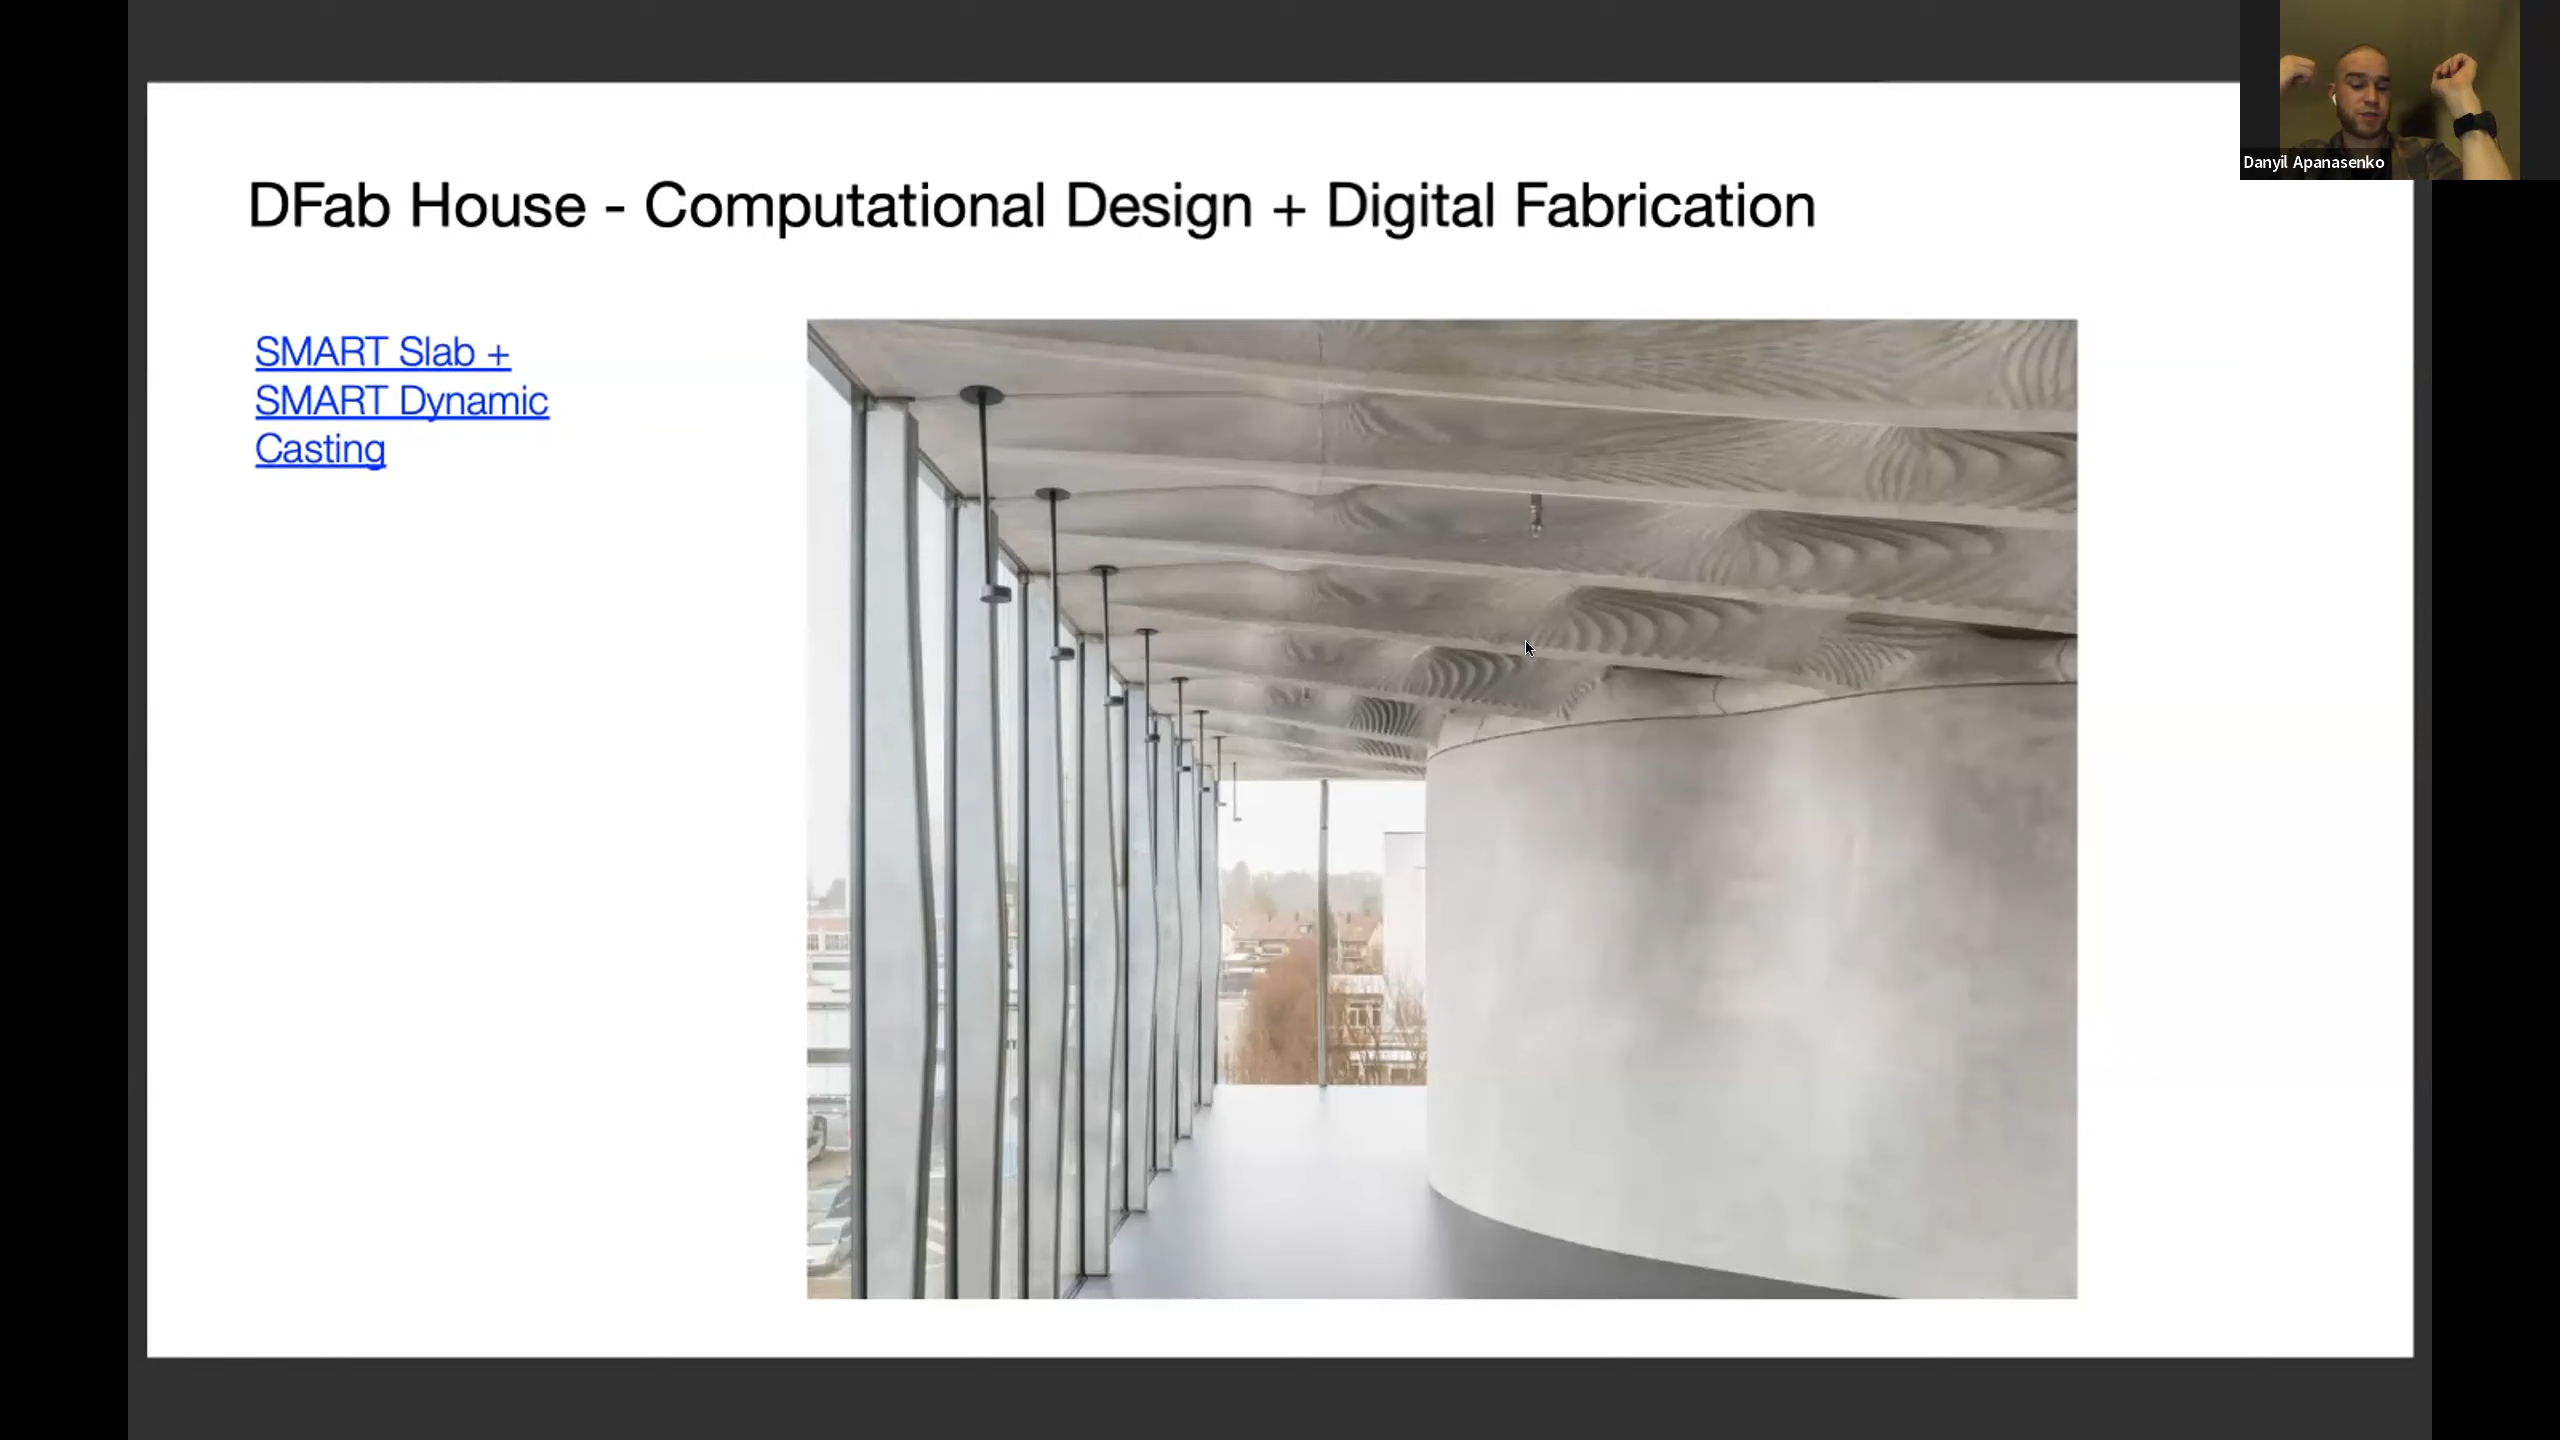 DFab House - Computational Design + Digital Fabrication
SMART Slab +
SMART Dynamic
Casting
Danyil Apanasenko